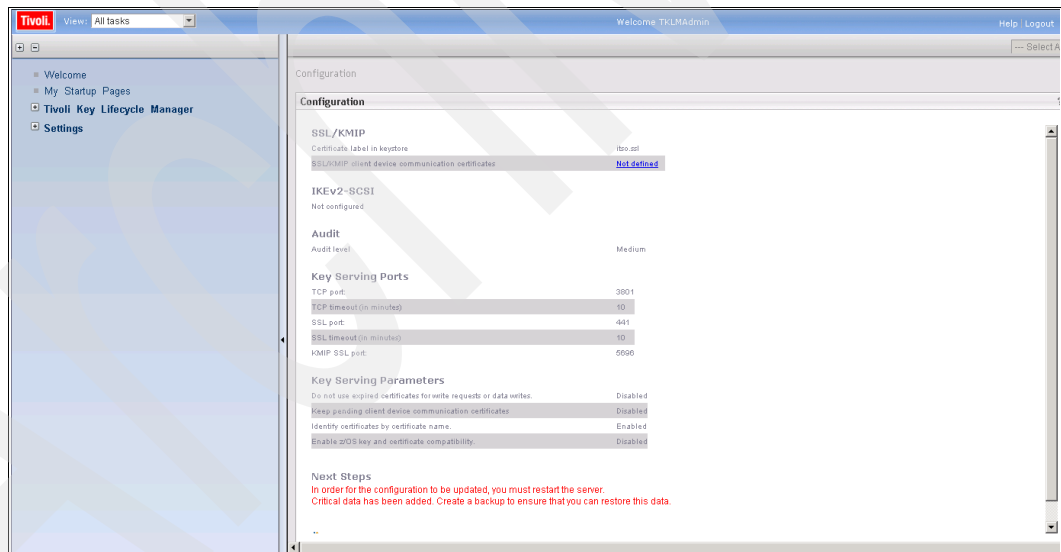 Tivoli. View: All tasks Welcome TKLMAdmin Help Logout
--- Select A
Welcome
My Startup Pages
Tivoli Key Lifecycle Manager
Settings
Configuration
Configuration
SSL/KMIP
Certificate label in keystore itso.ssl
SSL/KMIP client device communication certificates Not defined
IKEv2-SCSI
Not configured
Audit
Audit level Medium
Key Serving Ports
TCP port: 3801
TCP timeout (in minutes) 10
SSL port: 441
SSL timeout (in minutes) 10
KMIP SSL port: 5696
Key Serving Parameters
Do not use expired certificates for write requests or data writes. Disabled
Keep pending client device communication certificates Disabled
Identify certificates by certificate name. Enabled
Enable z/OS key and certificate compatibility. Disabled
Next Steps
In order for the configuration to be updated, you must restart the server.
Critical data has been added. Create a backup to ensure that you can restore this data.